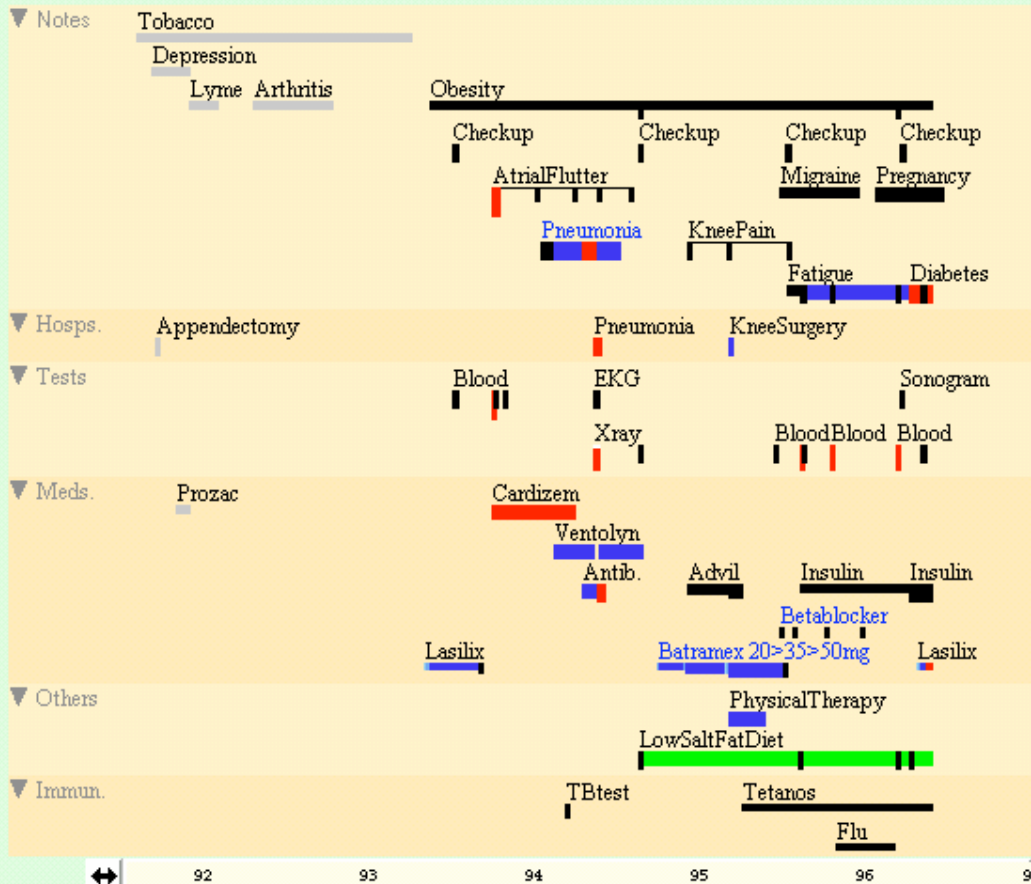 Notes Tobacco
Depression
Lyme Arthritis Obesity
Checkup Checkup Checkup Checkup
AtrialFlutter Migraine Pregnancy
Pneumonia KneePain
Fatigue Diabetes
Hosps. Appendectomy Pneumonia KneeSurgery
Tests Blood EKG Sonogram
Xray Blood Blood Blood
Meds. Prozac Cardizem
Ventolyn
Antib. Advil Insulin Insulin
Betablocker
Lasilix Batramex 20>35>50mg Lasilix
Others PhysicalTherapy
LowSaltFatDiet
Immun. TBtest Tetanos
Flu
92 93 94 95 96